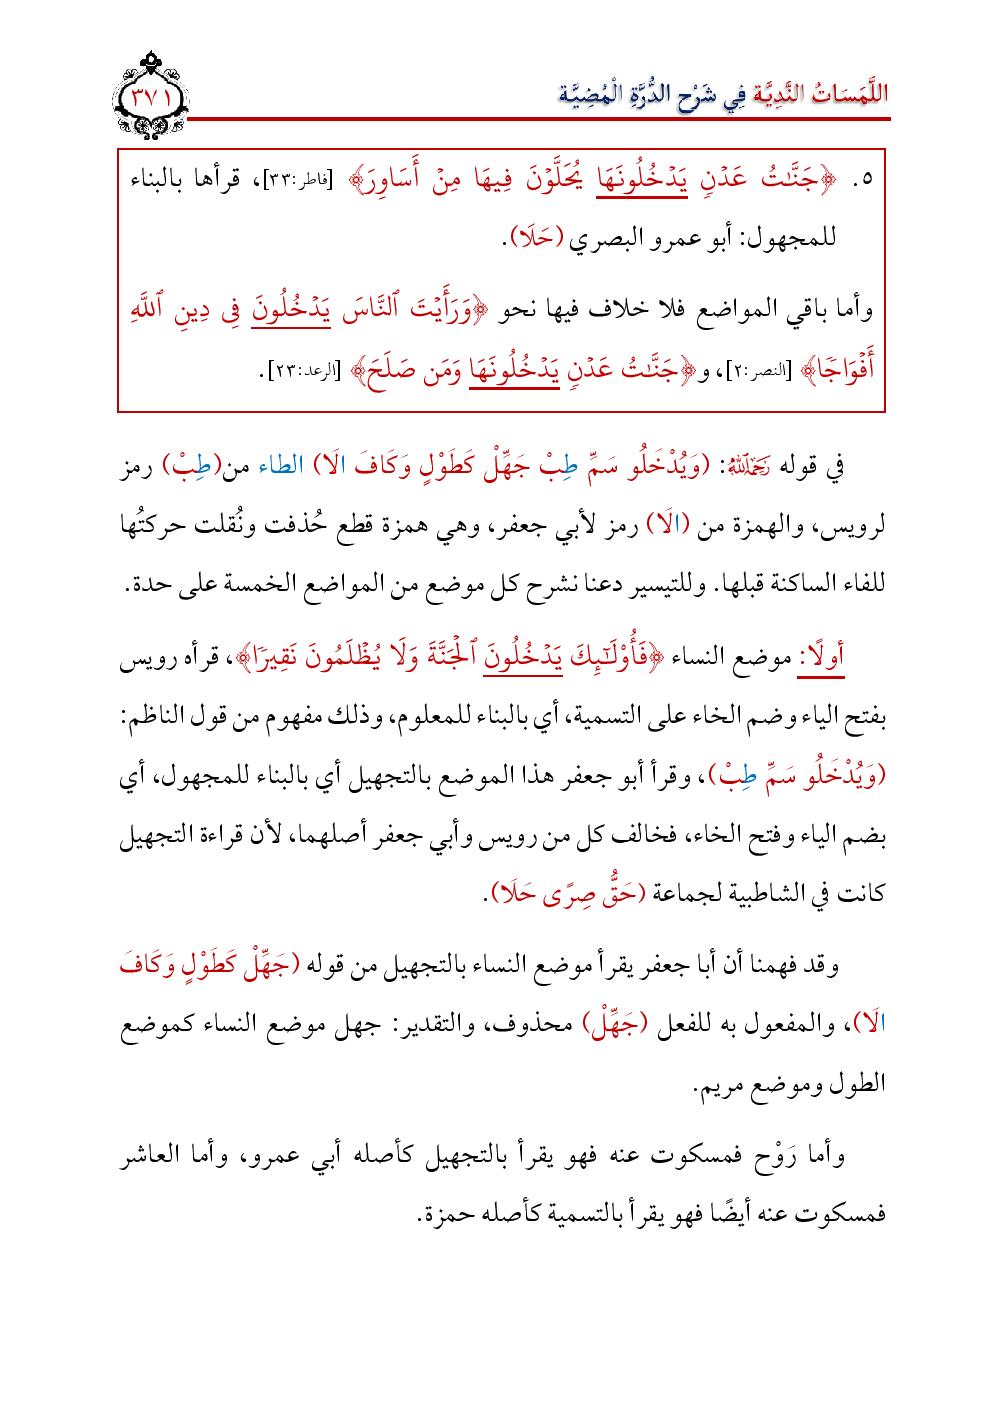 اللَّمَسَاتُ النَّدِيَّة فِي شَرْح الدُّرَّةِ الْمُضِيَّة
٣٧١
٥. ﴿جَنَّٰتُ عَدۡنٖ يَدۡخُلُونَهَا يُحَلَّوۡنَ فِيهَا مِنۡ أَسَاوِرَ﴾ [فاطر:٣٣]، قرأها بالبناء
للمجهول: أبو عمرو البصري (حَلَا).
وأما باقي المواضع فلا خلاف فيها نحو ﴿وَرَأَيۡتَ ٱلنَّاسَ يَدۡخُلُونَ فِي دِينِ ٱللَّهِ
أَفۡوَاجٗا﴾ [النصر:٢]، و﴿جَنَّٰتُ عَدۡنٖ يَدۡخُلُونَهَا وَمَن صَلَحَ﴾ [الرعد:٢٣].
في قوله رَحِمَهُ ٱللَّهُ: (وَيُدْخَلُو سَمِّ طِبْ جَهِّلْ كَطَوْلٍ وَكَافَ الَا) الطاء من(طِبْ) رمز
لرويس، والهمزة من (الَا) رمز لأبي جعفر، وهي همزة قطع حُذفت ونُقلت حركتُها
للفاء الساكنة قبلها. وللتيسير دعنا نشرح كل موضع من المواضع الخمسة على حدة.
أولًا: موضع النساء ﴿فَأُوْلَٰٓئِكَ يَدۡخُلُونَ ٱلۡجَنَّةَ وَلَا يُظۡلَمُونَ نَقِيرٗا﴾، قرأه رويس
بفتح الياء وضم الخاء على التسمية، أي بالبناء للمعلوم، وذلك مفهوم من قول الناظم:
(وَيُدْخَلُو سَمِّ طِبْ)، وقرأ أبو جعفر هذا الموضع بالتجهيل أي بالبناء للمجهول، أي
بضم الياء وفتح الخاء، فخالف كل من رويس وأبي جعفر أصلهما، لأن قراءة التجهيل
كانت في الشاطبية لجماعة (حَقُّ صِرًى حَلَا).
وقد فهمنا أن أبا جعفر يقرأ موضع النساء بالتجهيل من قوله (جَهِّلْ كَطَوْلٍ وَكَافَ
الَا)، والمفعول به للفعل (جَهِّلْ) محذوف، والتقدير: جهل موضع النساء كموضع
الطول وموضع مريم.
وأما رَوْح فمسكوت عنه فهو يقرأ بالتجهيل كأصله أبي عمرو، وأما العاشر
فمسكوت عنه أيضًا فهو يقرأ بالتسمية كأصله حمزة.